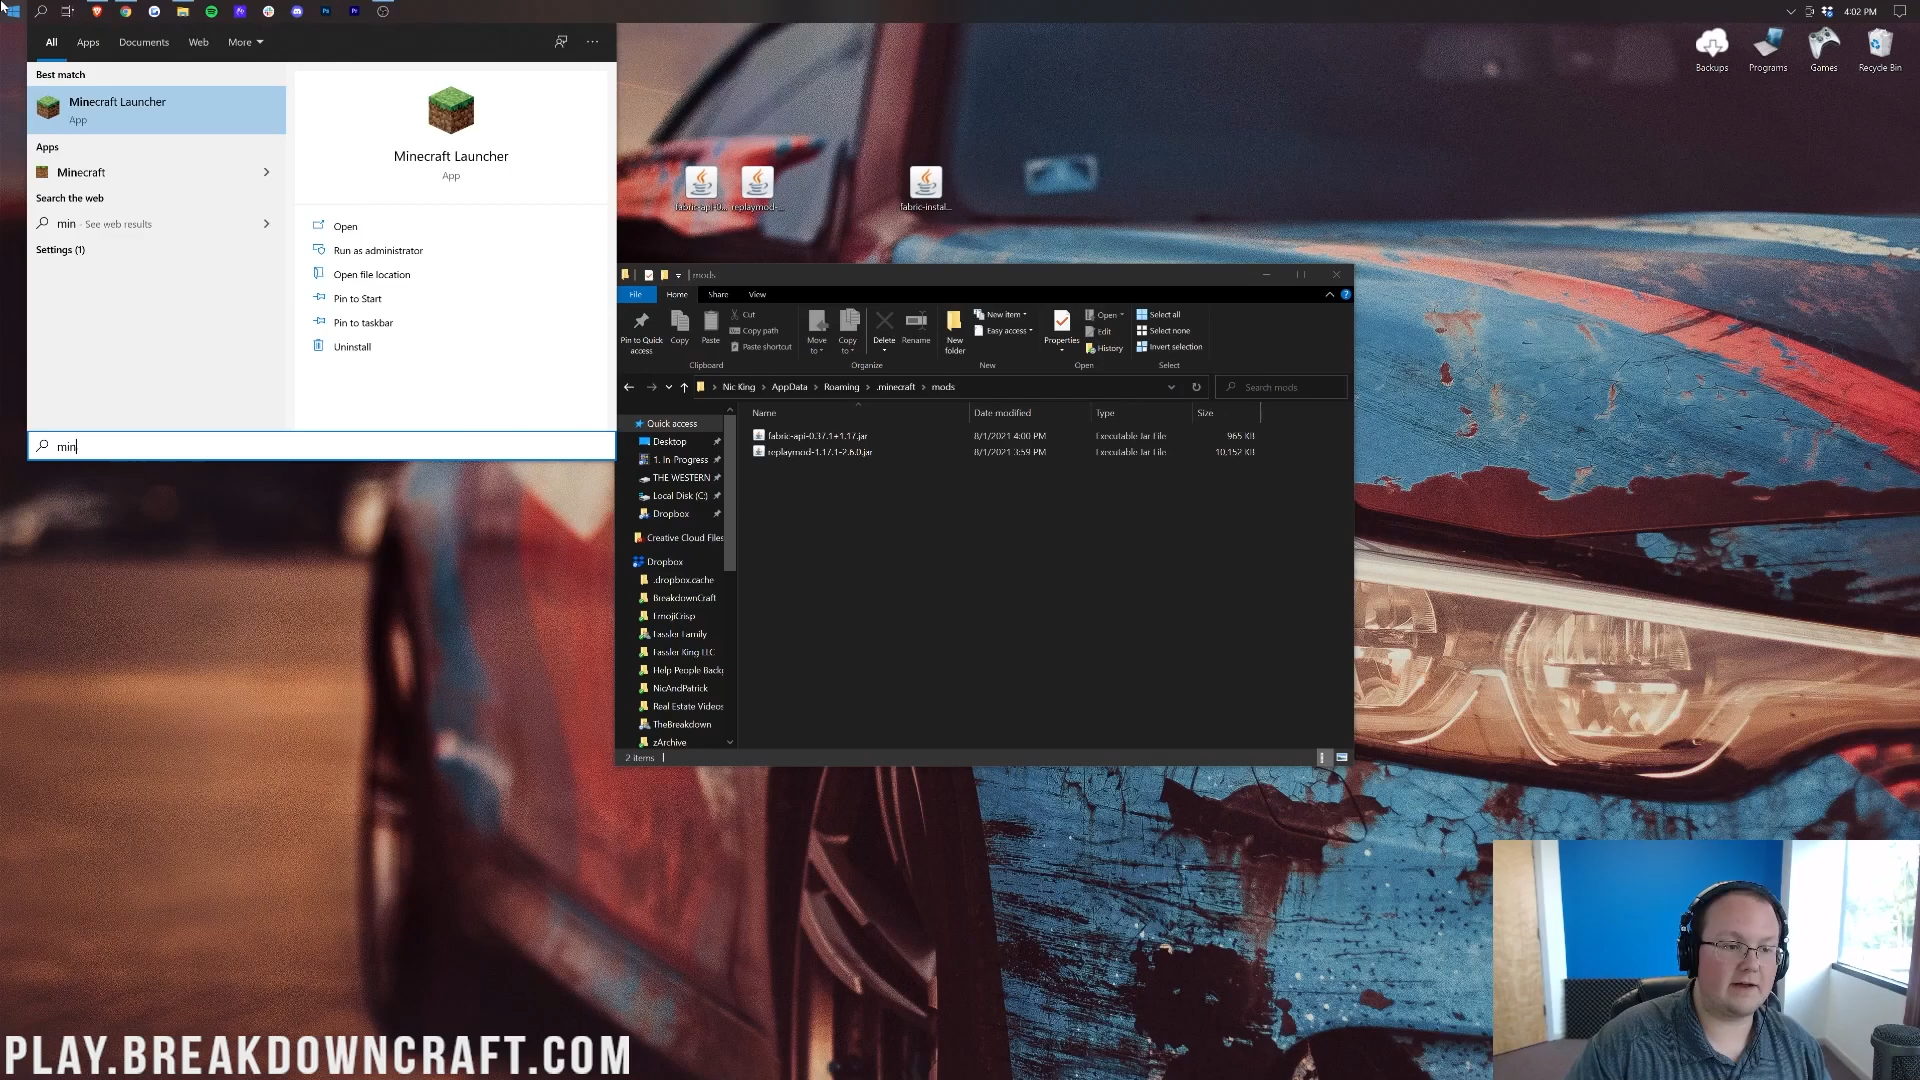 4:02 PM
All
Apps
Documents
Web
More
Best match
Minecraft Launcher
App
Apps
Minecraft
Search the web
min - See web results
Settings (1)
Minecraft Launcher
App
Open
Run as administrator
Open file location
Pin to Start
Pin to taskbar
Uninstall
min
Backups
Programs
Games
Recycle Bin
fabric-api-0...
replaymod-...
fabric-instal...
mods
File
Home
Share
View
Pin to Quick access
Copy
Paste
Cut
Copy path
Paste shortcut
Clipboard
Move to
Copy to
Delete
Rename
Organize
New folder
New item
Easy access
New
Properties
Open
Edit
History
Open
Select all
Select none
Invert selection
Select
Nic King > AppData > Roaming > .minecraft > mods
Search mods
Name
Date modified
Type
Size
fabric-api-0.37.1+1.17.jar 8/1/2021 4:00 PM Executable Jar File 965 KB
replaymod-1.17.1-2.6.0.jar 8/1/2021 3:59 PM Executable Jar File 10,152 KB
Quick access
Desktop
1. In Progress
THE WESTERN
Local Disk (C:)
Dropbox
Creative Cloud Files
Dropbox
.dropbox.cache
BreakdownCraft
EmojiCrisp
Fassler Family
Fassler King LLC
Help People Back
NicAndPatrick
Real Estate Videos
TheBreakdown
zArchive
2 items
PLAY.BREAKDOWNCRAFT.COM